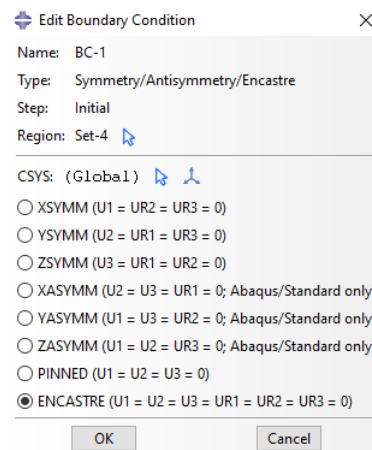 Edit Boundary Condition
Name: BC-1
Type: Symmetry/Antisymmetry/Encastre
Step: Initial
Region: Set-4
CSYS: (Global)
XSYMM (U1 = UR2 = UR3 = 0)
YSYMM (U2 = UR1 = UR3 = 0)
ZSYMM (U3 = UR1 = UR2 = 0)
XASYMM (U2 = U3 = UR1 = 0; Abaqus/Standard only
YASYMM (U1 = U3 = UR2 = 0; Abaqus/Standard only
ZASYMM (U1 = U2 = UR3 = 0; Abaqus/Standard only
PINNED (U1 = U2 = U3 = 0)
ENCASTRE (U1 = U2 = U3 = UR1 = UR2 = UR3 = 0)
OK Cancel